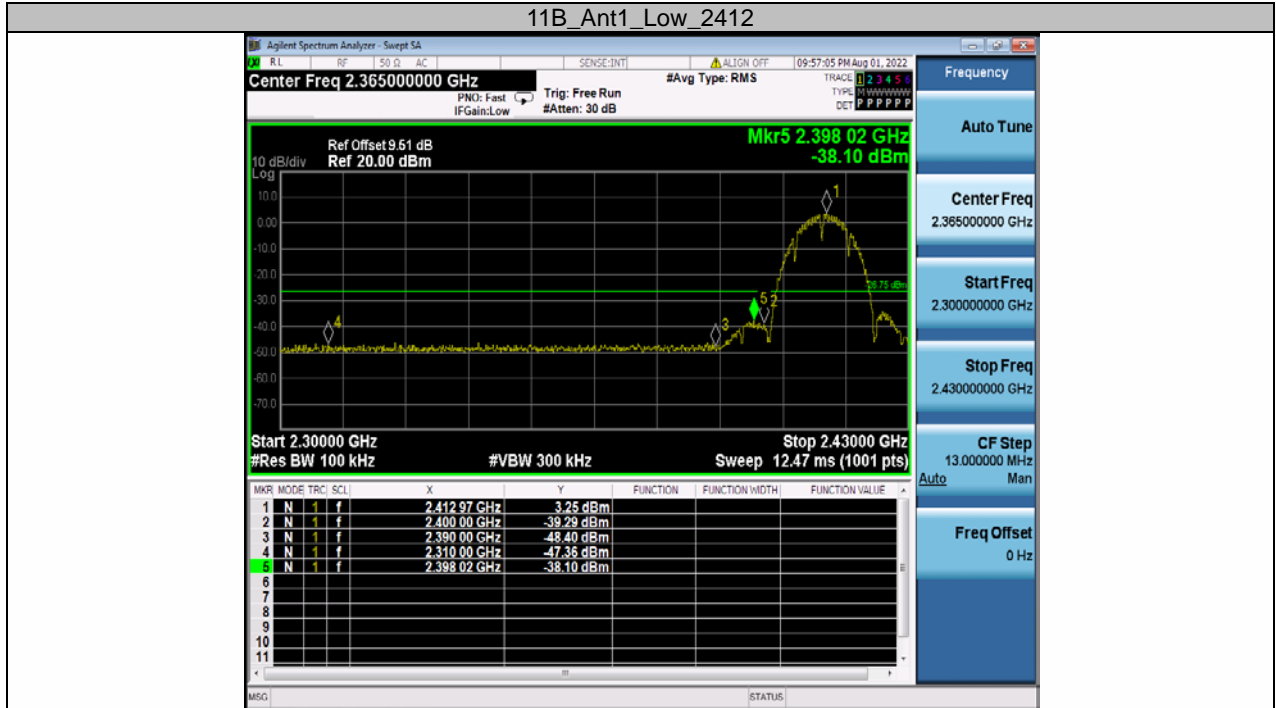 11B_Ant1_Low_2412
Agilent Spectrum Analyzer - Swept SA
RL RF 50 Ω AC SENSE:INT ALIGN OFF 09:57:05 PM Aug 01, 2022
Center Freq 2.365000000 GHz
PNO: Fast
IFGain:Low
Trig: Free Run
#Atten: 30 dB
#Avg Type: RMS
TRACE 1 2 3 4 5 6
TYPE M WWWWW
DET P P P P P P
Mkr5 2.398 02 GHz
-38.10 dBm
Ref Offset 9.51 dB
10 dB/div Ref 20.00 dBm
Log
10.0
0.00
-10.0
-20.0
-30.0
-40.0
-50.0
-60.0
-70.0
1
5 2
3
4
Start 2.30000 GHz Stop 2.43000 GHz
#Res BW 100 kHz #VBW 300 kHz Sweep 12.47 ms (1001 pts)
MKR MODE TRC SCL X Y FUNCTION FUNCTION WIDTH FUNCTION VALUE
1 N 1 f 2.412 97 GHz 3.25 dBm
2 N 1 f 2.400 00 GHz -39.29 dBm
3 N 1 f 2.390 00 GHz -48.40 dBm
4 N 1 f 2.310 00 GHz -47.36 dBm
5 N 1 f 2.398 02 GHz -38.10 dBm
6
7
8
9
10
11
MSG STATUS
Frequency
Auto Tune
Center Freq
2.365000000 GHz
Start Freq
2.300000000 GHz
Stop Freq
2.430000000 GHz
CF Step
13.000000 MHz
Auto Man
Freq Offset
0 Hz